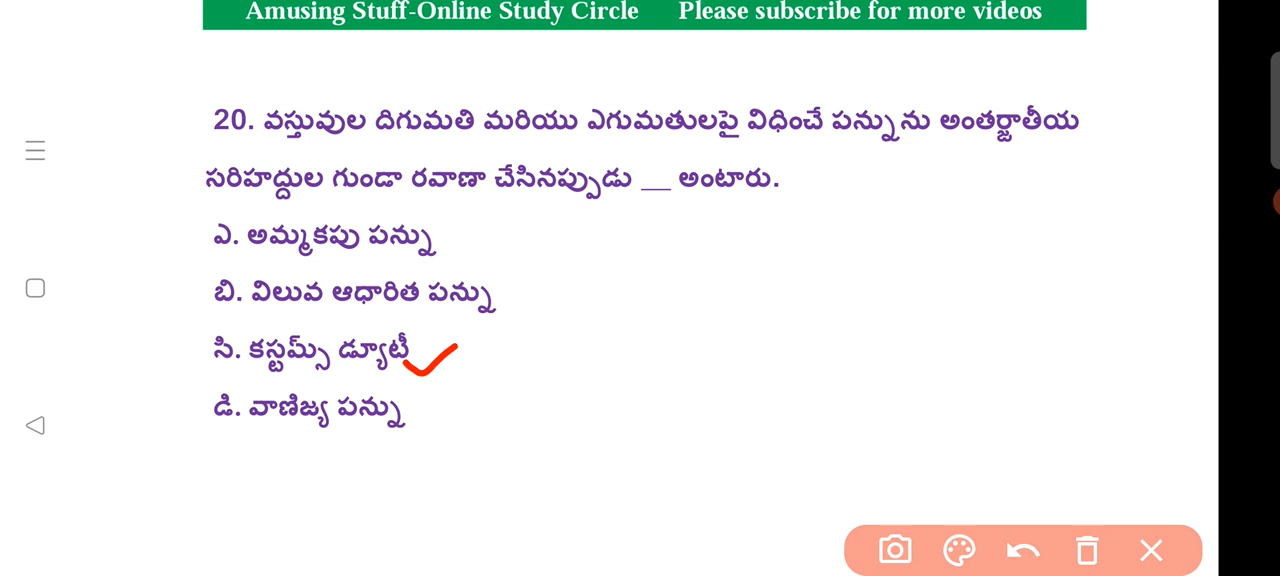 Amusing Stuff-Online Study Circle Please subscribe for more videos
20. వస్తువుల దిగుమతి మరియు ఎగుమతులపై విధించే పన్నును అంతర్జాతీయ
సరిహద్దుల గుండా రవాణా చేసినప్పుడు __ అంటారు.
ఎ. అమ్మకపు పన్ను
బి. విలువ ఆధారిత పన్ను
సి. కస్టమ్స్ డ్యూటీ
డి. వాణిజ్య పన్ను